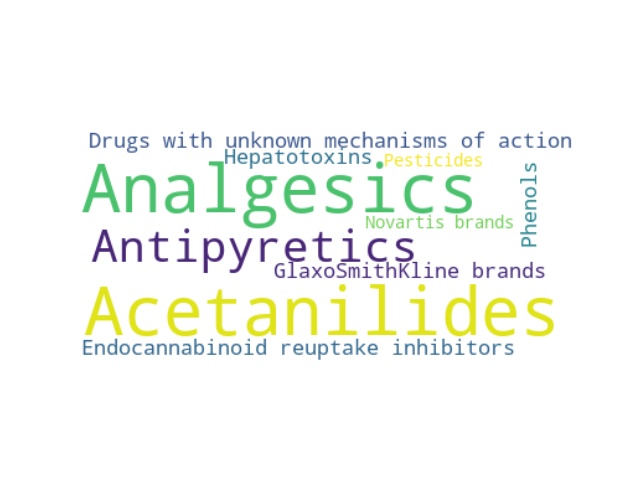 Drugs with unknown mechanisms of action
Hepatotoxins
Pesticides
Analgesics
Phenols
Novartis brands
Antipyretics
GlaxoSmithKline brands
Acetanilides
Endocannabinoid reuptake inhibitors